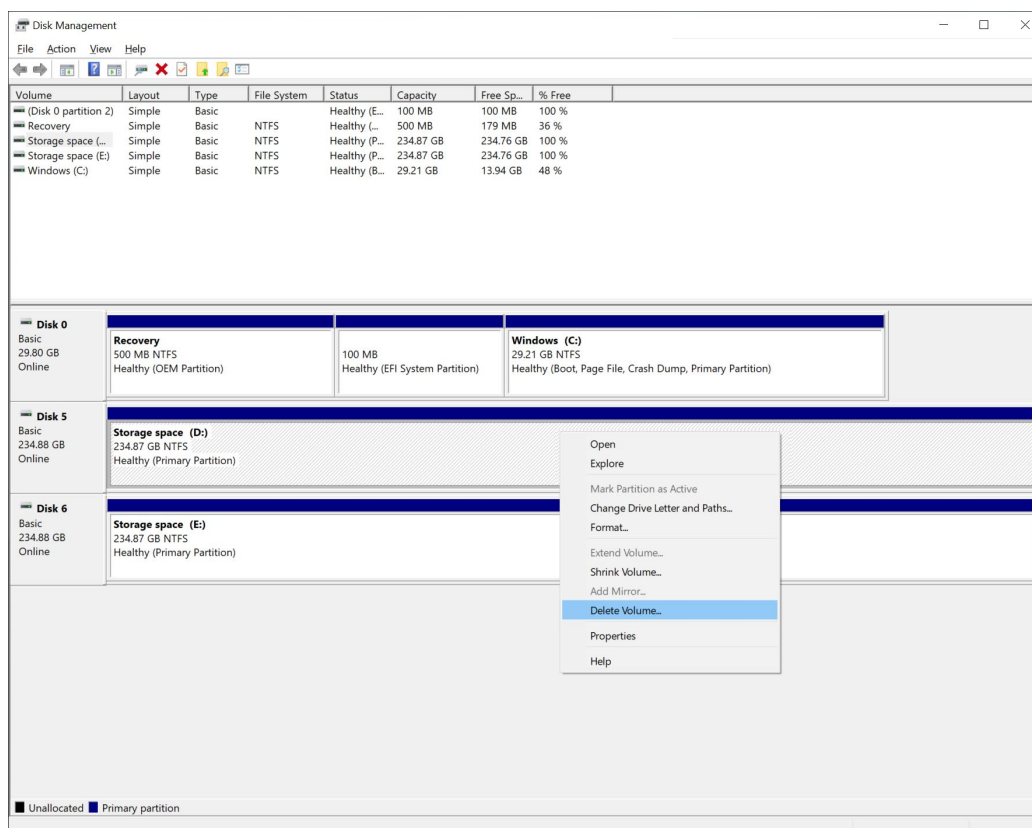 Disk Management
File Action View Help
Volume Layout Type File System Status Capacity Free Sp... % Free
(Disk 0 partition 2) Simple Basic Healthy (E... 100 MB 100 MB 100 %
Recovery Simple Basic NTFS Healthy (... 500 MB 179 MB 36 %
Storage space (... Simple Basic NTFS Healthy (P... 234.87 GB 234.76 GB 100 %
Storage space (E:) Simple Basic NTFS Healthy (P... 234.87 GB 234.76 GB 100 %
Windows (C:) Simple Basic NTFS Healthy (B... 29.21 GB 13.94 GB 48 %
Disk 0
Basic
29.80 GB
Online
Recovery
500 MB NTFS
Healthy (OEM Partition)
100 MB
Healthy (EFI System Partition)
Windows (C:)
29.21 GB NTFS
Healthy (Boot, Page File, Crash Dump, Primary Partition)
Disk 5
Basic
234.88 GB
Online
Storage space (D:)
234.87 GB NTFS
Healthy (Primary Partition)
Disk 6
Basic
234.88 GB
Online
Storage space (E:)
234.87 GB NTFS
Healthy (Primary Partition)
Open
Explore
Mark Partition as Active
Change Drive Letter and Paths...
Format...
Extend Volume...
Shrink Volume...
Add Mirror...
Delete Volume...
Properties
Help
Unallocated Primary partition